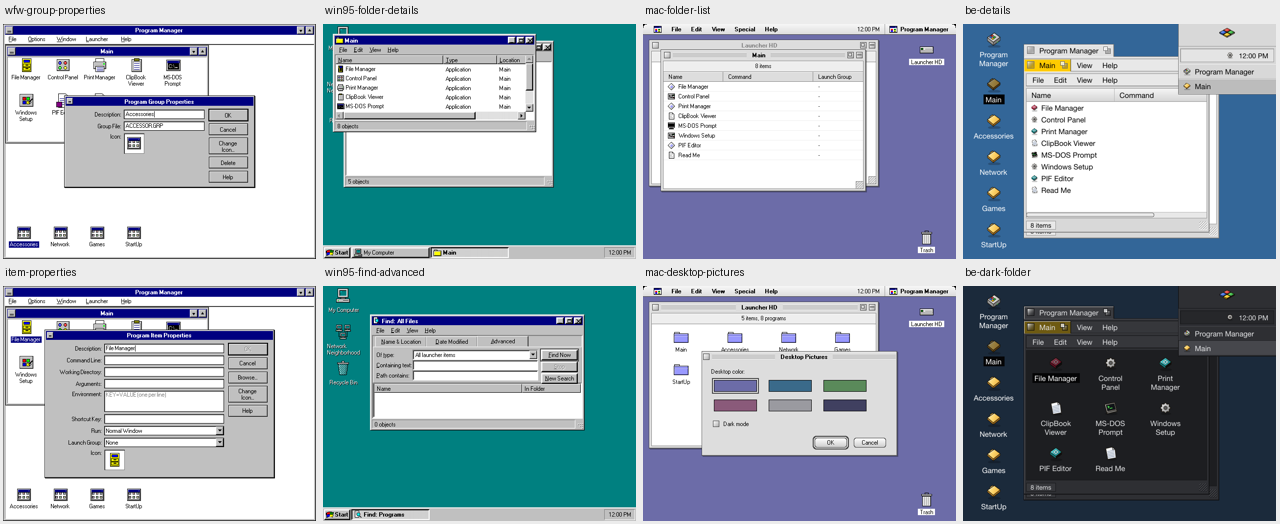 wfw-group-properties
Program Manager
File Options Window Launcher Help
Main
File Manager Control Panel Print Manager ClipBook Viewer MS-DOS Prompt
Windows Setup PIF E
Program Group Properties
Description: Accessories OK
Group File: ACCESSOR.GRP Cancel
Icon: Change Icon...
Delete
Help
Accessories Network Games StartUp
win95-folder-details
Main
File Edit View Help
Name Type Location
File Manager Application Main
Control Panel Application Main
Print Manager Application Main
ClipBook Viewer Application Main
MS-DOS Prompt Application Main
8 objects
5 objects
Start My Computer Main 12:00 PM
mac-folder-list
File Edit View Special Help 12:00 PM Program Manager
Launcher HD
Main
8 items
Name Command Launch Group
File Manager -
Control Panel -
Print Manager -
ClipBook Viewer -
MS-DOS Prompt -
Windows Setup -
PIF Editor -
Read Me -
Launcher HD
Trash
be-details
Program Manager
Main
Accessories
Network
Games
StartUp
Program Manager
Main View Help
File Edit View Help
Name Command
File Manager
Control Panel
Print Manager
ClipBook Viewer
MS-DOS Prompt
Windows Setup
PIF Editor
Read Me
8 items
12:00 PM
Program Manager
Main
item-properties
Program Manager
File Options Window Launcher Help
Main
File Manager
Windows Setup
Program Item Properties
Description: File Manager
Command Line: Cancel
Working Directory: Browse...
Arguments: Change Icon...
Environment: KEY=VALUE (one per line) Help
Shortcut Key:
Run: Normal Window
Launch Group: None
Icon:
Accessories Network Games StartUp
win95-find-advanced
My Computer
Network Neighborhood
Recycle Bin
Find: All Files
File Edit View Help
Name & Location Date Modified Advanced
Of type: All launcher items Find Now
Containing text:
Path contains: New Search
Name In Folder
0 objects
Start Find: Programs 12:00 PM
mac-desktop-pictures
File Edit View Special Help 12:00 PM Program Manager
Launcher HD
5 items, 8 programs
Main Accessories Network Games
StartUp
Desktop Pictures
Desktop color:
Dark mode
OK Cancel
Launcher HD
Trash
be-dark-folder
Program Manager
Main
Accessories
Network
Games
StartUp
Program Manager
Main View Help
File Edit View Help
File Manager Control Panel Print Manager
ClipBook Viewer MS-DOS Prompt Windows Setup
PIF Editor Read Me
8 items
12:00 PM
Program Manager
Main